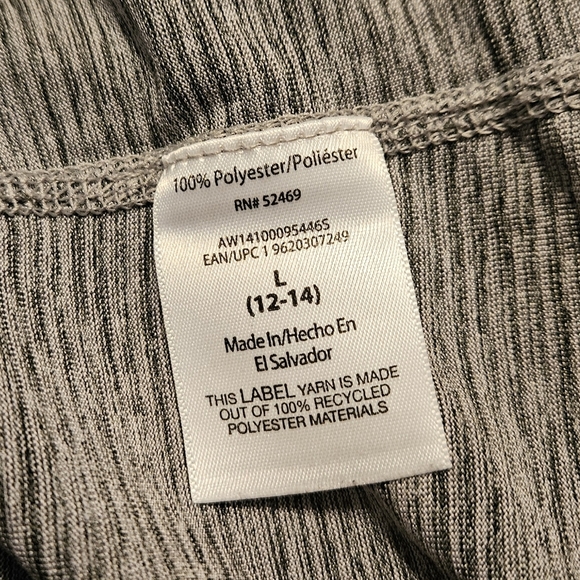 100% Polyester/Poliéster
RN# 52469
AW14100095446S
EAN/UPC 1 9620307249
L
(12-14)
Made In/Hecho En
El Salvador
THIS LABEL YARN IS MADE
OUT OF 100% RECYCLED
POLYESTER MATERIALS